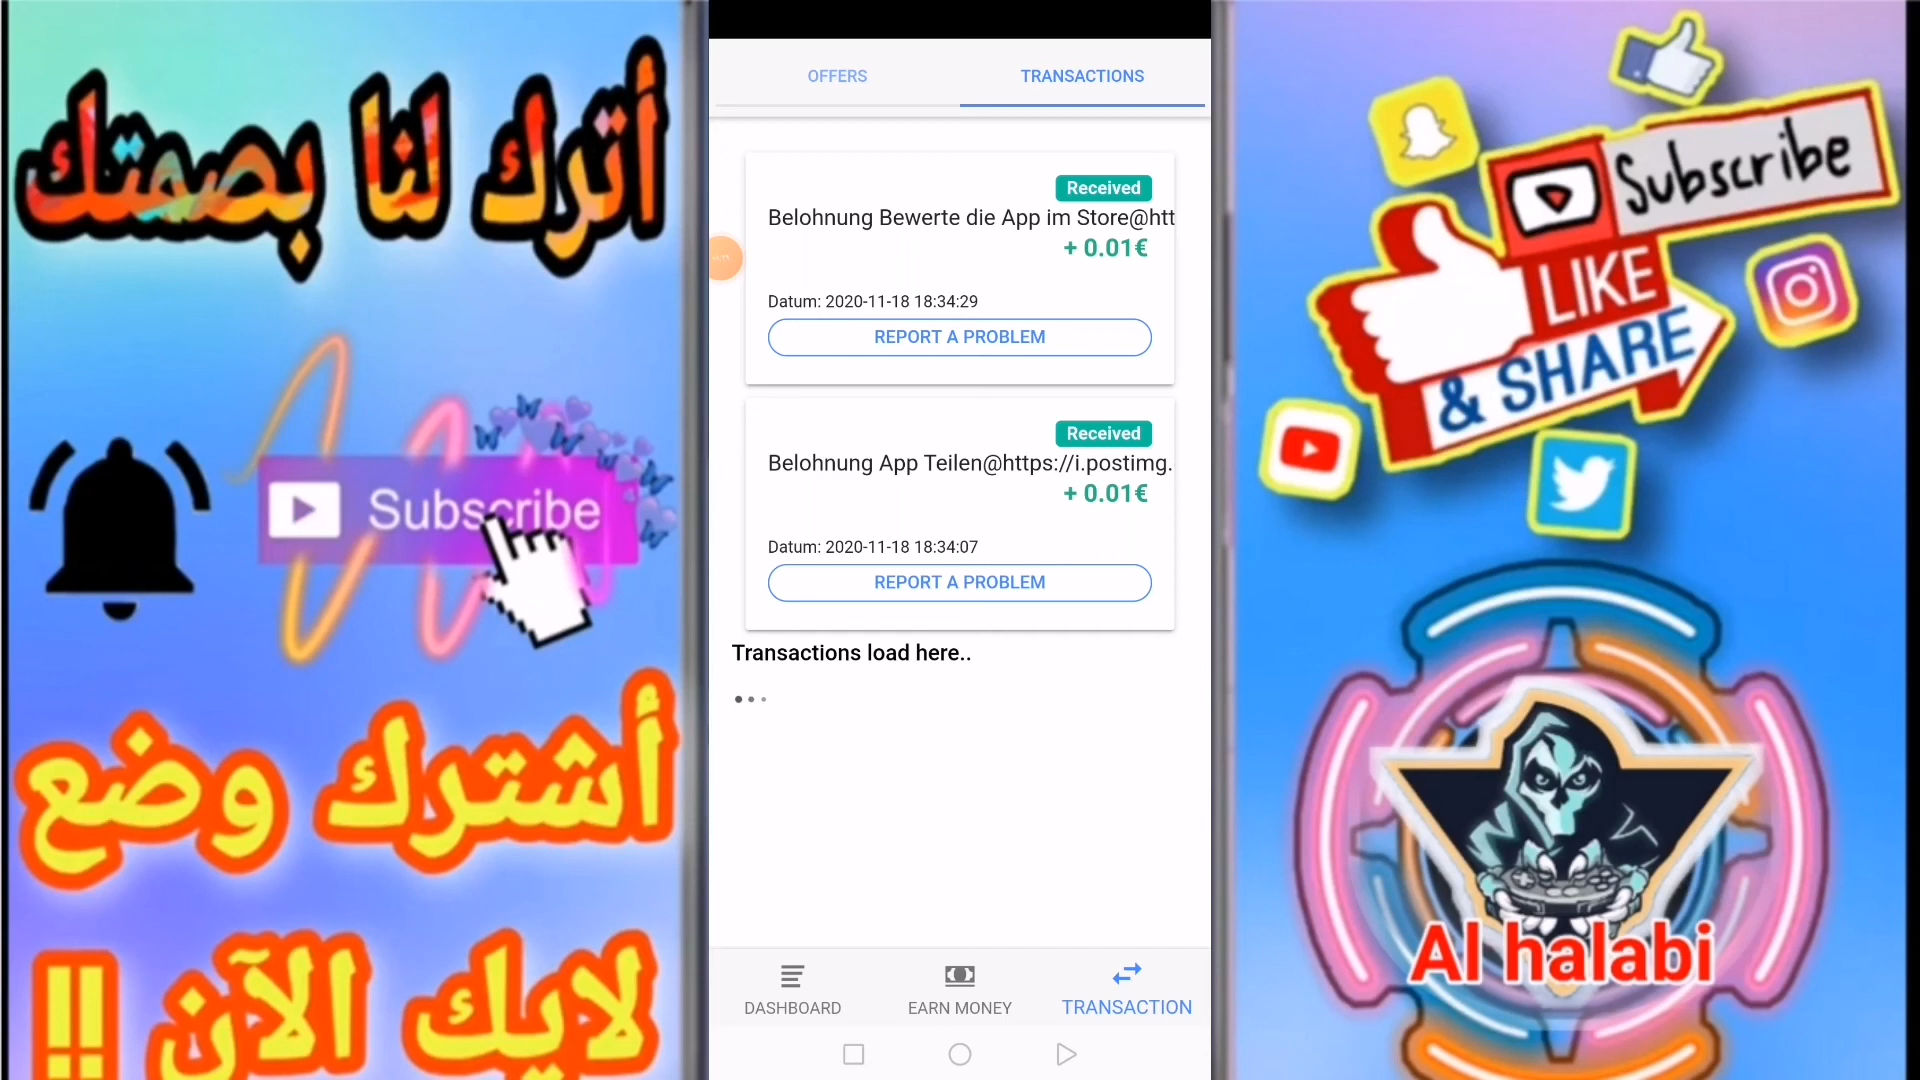 أترك لنا بصمتك
Subscribe
أشترك وضع
لايك الآن !!
OFFERS
TRANSACTIONS
Received
Belohnung Bewerte die App im Store@htt
+ 0.01€
Datum: 2020-11-18 18:34:29
REPORT A PROBLEM
Received
Belohnung App Teilen@https://i.postimg.
+ 0.01€
Datum: 2020-11-18 18:34:07
REPORT A PROBLEM
Transactions load here..
DASHBOARD
EARN MONEY
TRANSACTION
Subscribe
LIKE
& SHARE
Al halabi